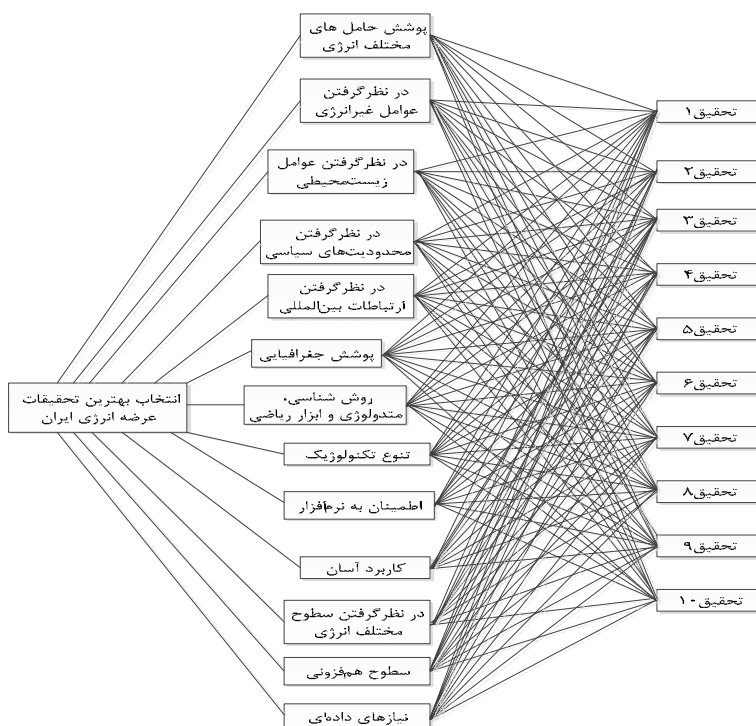 پوشش حامل های
مختلف انرژی
در نظرگرفتن
عوامل غیرانرژی
در نظرگرفتن عوامل
زیست‌محیطی
در نظرگرفتن
محدودیت‌های سیاسی
در نظرگرفتن
ارتباطات بین‌المللی
پوشش جغرافیایی
روش شناسی،
متدولوژی و ابزار ریاضی
تنوع تکنولوژیک
اطمینان به نرم‌افزار
کاربرد آسان
در نظرگرفتن سطوح
مختلف انرژی
سطوح هم‌فزونی
نیازهای داده‌ای
انتخاب بهترین تحقیقات
عرضه انرژی ایران
تحقیق۱
تحقیق۲
تحقیق۳
تحقیق۴
تحقیق۵
تحقیق۶
تحقیق۷
تحقیق۸
تحقیق۹
تحقیق۱۰